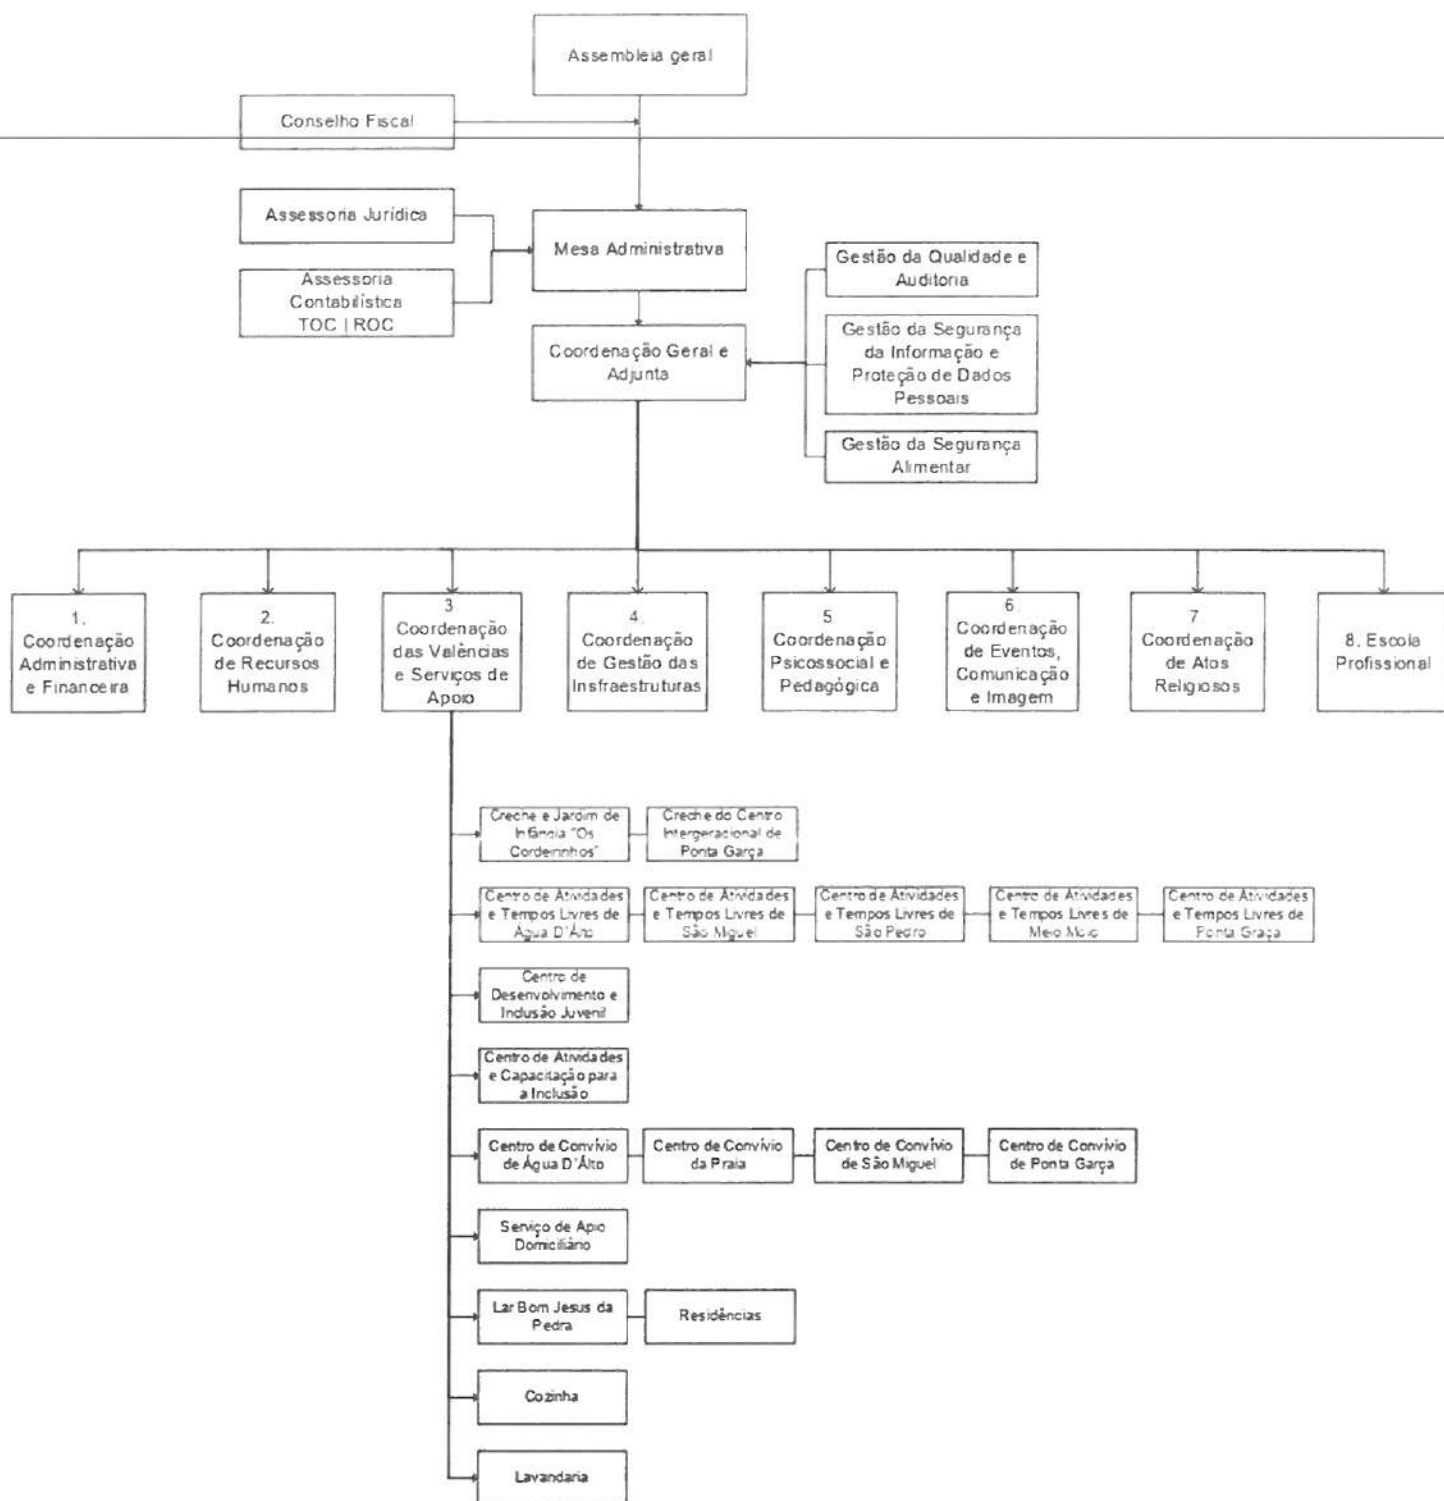 Assembleia geral
Conselho Fiscal
Assessoria Jurídica
Assessoria
Contabilística
TOC | ROC
Mesa Administrativa
Gestão da Qualidade e
Auditoria
Gestão da Segurança
da Informação e
Proteção de Dados
Pessoais
Gestão da Segurança
Alimentar
Coordenação Geral e
Adjunta
1.
Coordenação
Administrativa
e Financeira
2.
Coordenação
de Recursos
Humanos
3
Coordenação
das Valências
e Serviços de
Apoio
4.
Coordenação
de Gestão das
Insfraestruturas
5
Coordenação
Psicossocial e
Pedagógica
6
Coordenação
de Eventos,
Comunicação
e Imagem
7
Coordenação
de Atos
Religiosos
8. Escola
Profissional
Creche e Jardim de
Infância "Os
Cordeirinhos"
Creche do Centro
Intergeracional de
Ponta Garça
Centro de Atividades
e Tempos Livres de
Água D'Álto
Centro de Atividades
e Tempos Livres de
São Miguel
Centro de Atividades
e Tempos Livres de
São Pedro
Centro de Atividades
e Tempos Livres de
Meio Moio
Centro de Atividades
e Tempos Livres de
Ponta Graça
Centro de
Desenvolvimento e
Inclusão Juvenil
Centro de Atividades
e Capacitação para
a Inclusão
Centro de Convívio
de Água D'Álto
Centro de Convívio
da Praia
Centro de Convívio
de São Miguel
Centro de Convívio
de Ponta Garça
Serviço de Apio
Domiciliário
Lar Bom Jesus da
Pedra
Residências
Cozinha
Lavandaria